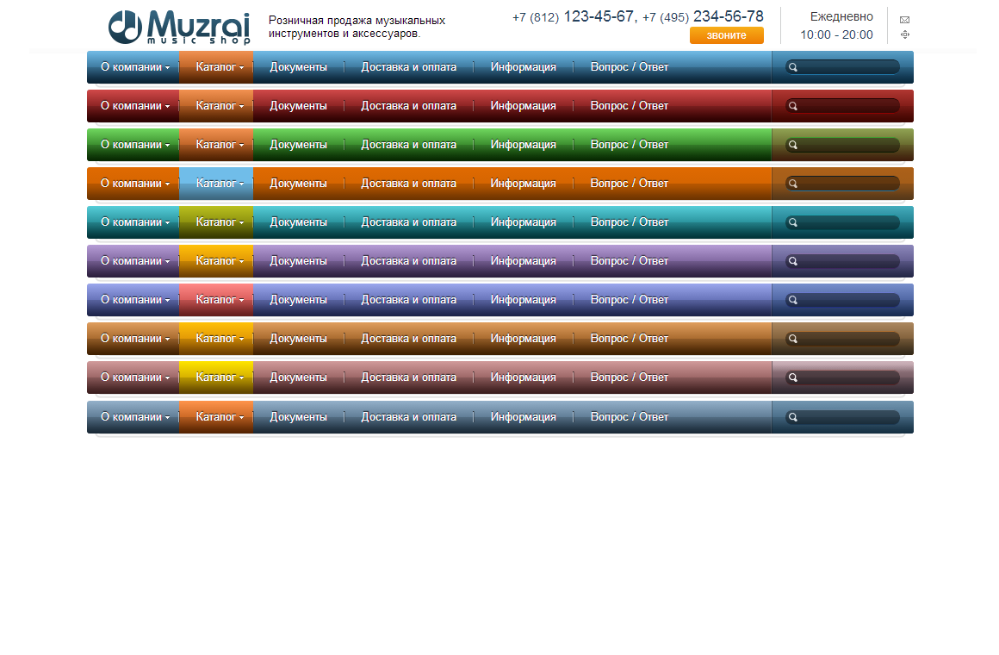 Muzrai
music shop
Розничная продажа музыкальных
инструментов и аксессуаров.
+7 (812) 123-45-67, +7 (495) 234-56-78
звоните
Ежедневно
10:00 - 20:00
О компании Каталог Документы Доставка и оплата Информация Вопрос / Ответ
О компании Каталог Документы Доставка и оплата Информация Вопрос / Ответ
О компании Каталог Документы Доставка и оплата Информация Вопрос / Ответ
О компании Каталог Документы Доставка и оплата Информация Вопрос / Ответ
О компании Каталог Документы Доставка и оплата Информация Вопрос / Ответ
О компании Каталог Документы Доставка и оплата Информация Вопрос / Ответ
О компании Каталог Документы Доставка и оплата Информация Вопрос / Ответ
О компании Каталог Документы Доставка и оплата Информация Вопрос / Ответ
О компании Каталог Документы Доставка и оплата Информация Вопрос / Ответ
О компании Каталог Документы Доставка и оплата Информация Вопрос / Ответ